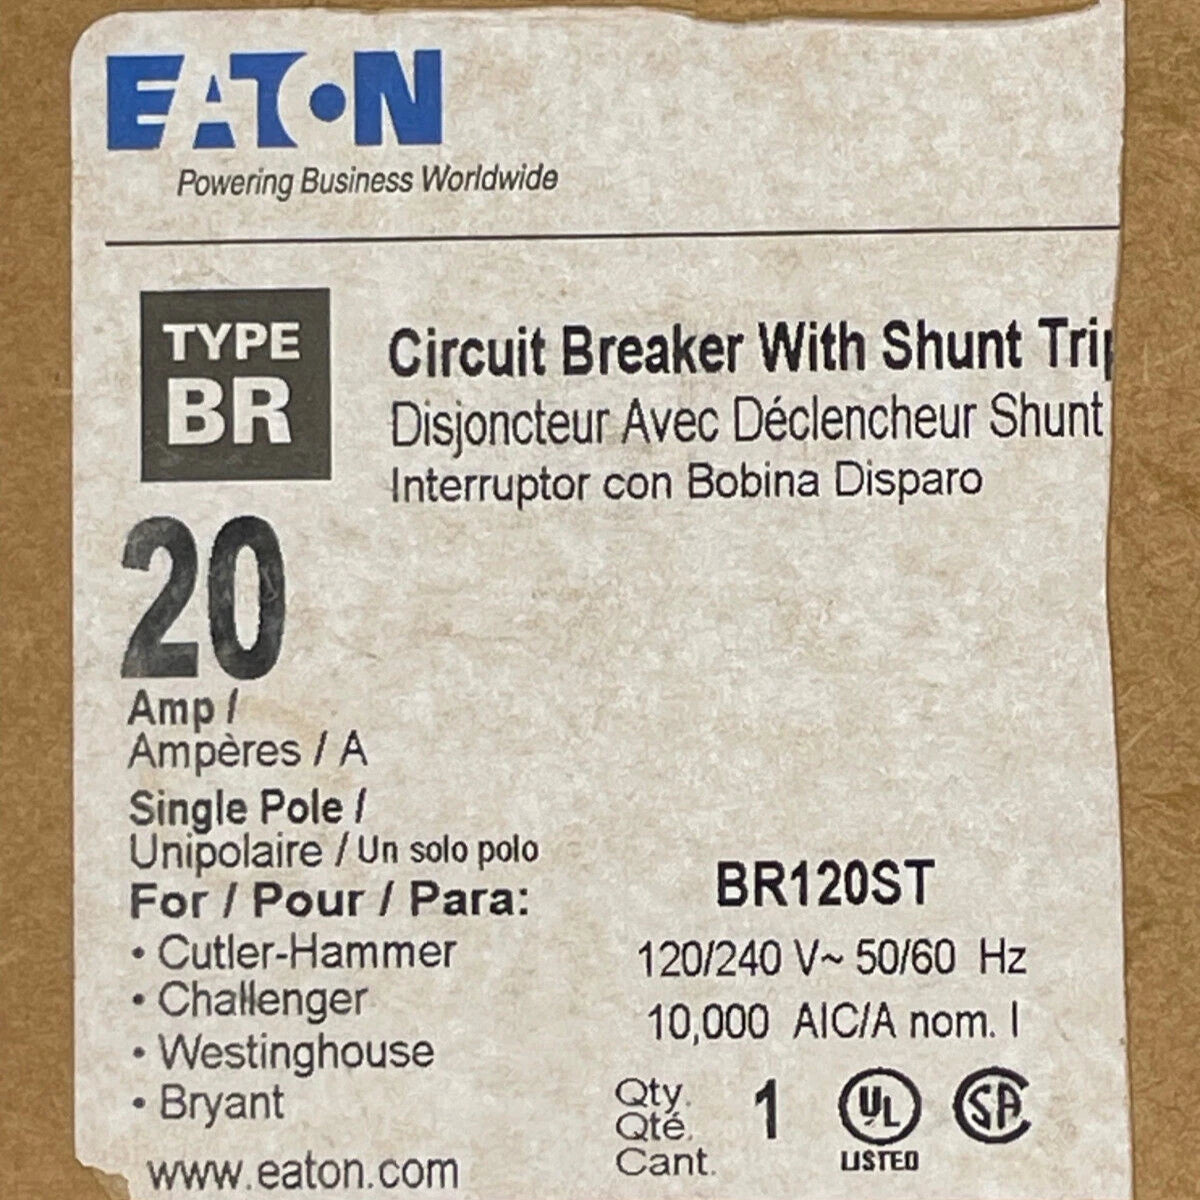 EATON
Powering Business Worldwide
TYPE
BR
Circuit Breaker With Shunt Trip
Disjoncteur Avec Déclencheur Shunt
Interruptor con Bobina Disparo
20
Amp /
Ampères / A
Single Pole /
Unipolaire / Un solo polo
For / Pour / Para:
• Cutler-Hammer
• Challenger
• Westinghouse
• Bryant
www.eaton.com
BR120ST
120/240 V~ 50/60 Hz
10,000 AIC/A nom. I
Qty.
Qté.
Cant.
1
UL
LISTED
SA